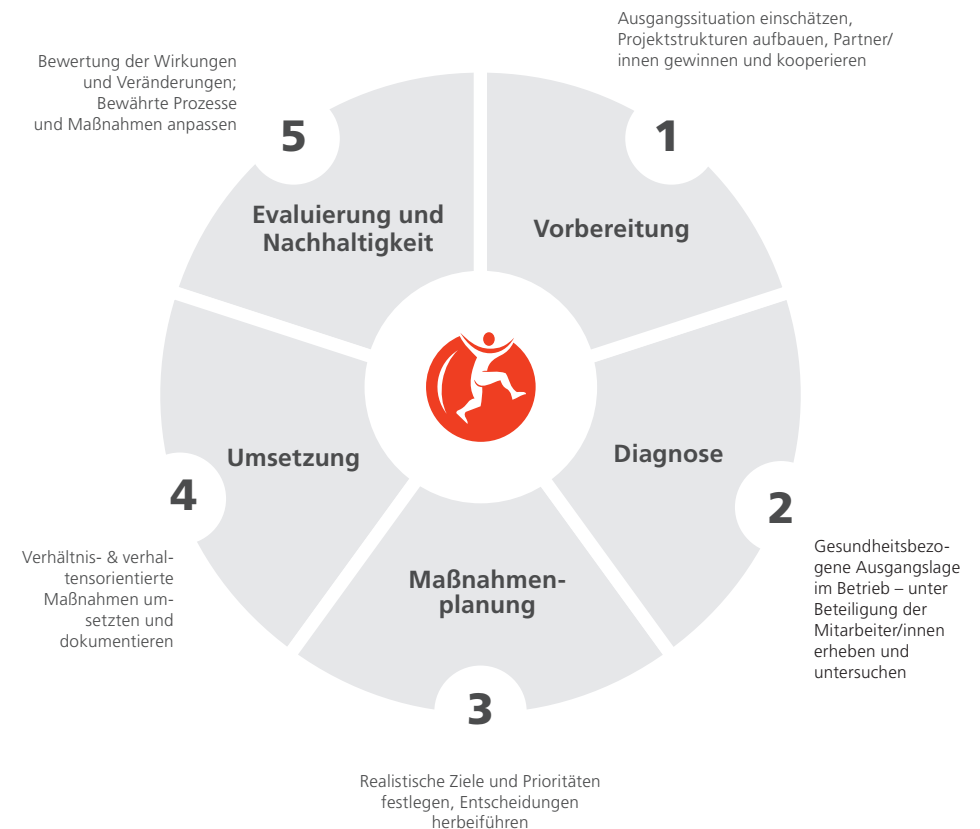 Ausgangssituation einschätzen,
Projektstrukturen aufbauen, Partner/
innen gewinnen und kooperieren
1
Vorbereitung
Diagnose
2
Gesundheitsbezo-
gene Ausgangslage
im Betrieb – unter
Beteiligung der
Mitarbeiter/innen
erheben und
untersuchen
Maßnahmen-
planung
3
Realistische Ziele und Prioritäten
festlegen, Entscheidungen
herbeiführen
Umsetzung
4
Verhältnis- & verhal-
tensorientierte
Maßnahmen um-
setzten und
dokumentieren
Bewertung der Wirkungen
und Veränderungen;
Bewährte Prozesse
und Maßnahmen anpassen
5
Evaluierung und
Nachhaltigkeit